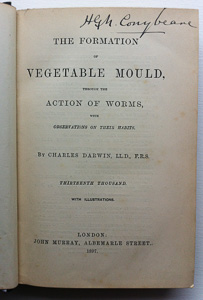 H G M Conybeare
THE FORMATION
OF
VEGETABLE MOULD,
THROUGH THE
ACTION OF WORMS,
WITH
OBSERVATIONS ON THEIR HABITS.
BY CHARLES DARWIN, LL.D., F.R.S.
THIRTEENTH THOUSAND.
WITH ILLUSTRATIONS.
LONDON:
JOHN MURRAY, ALBEMARLE STREET.